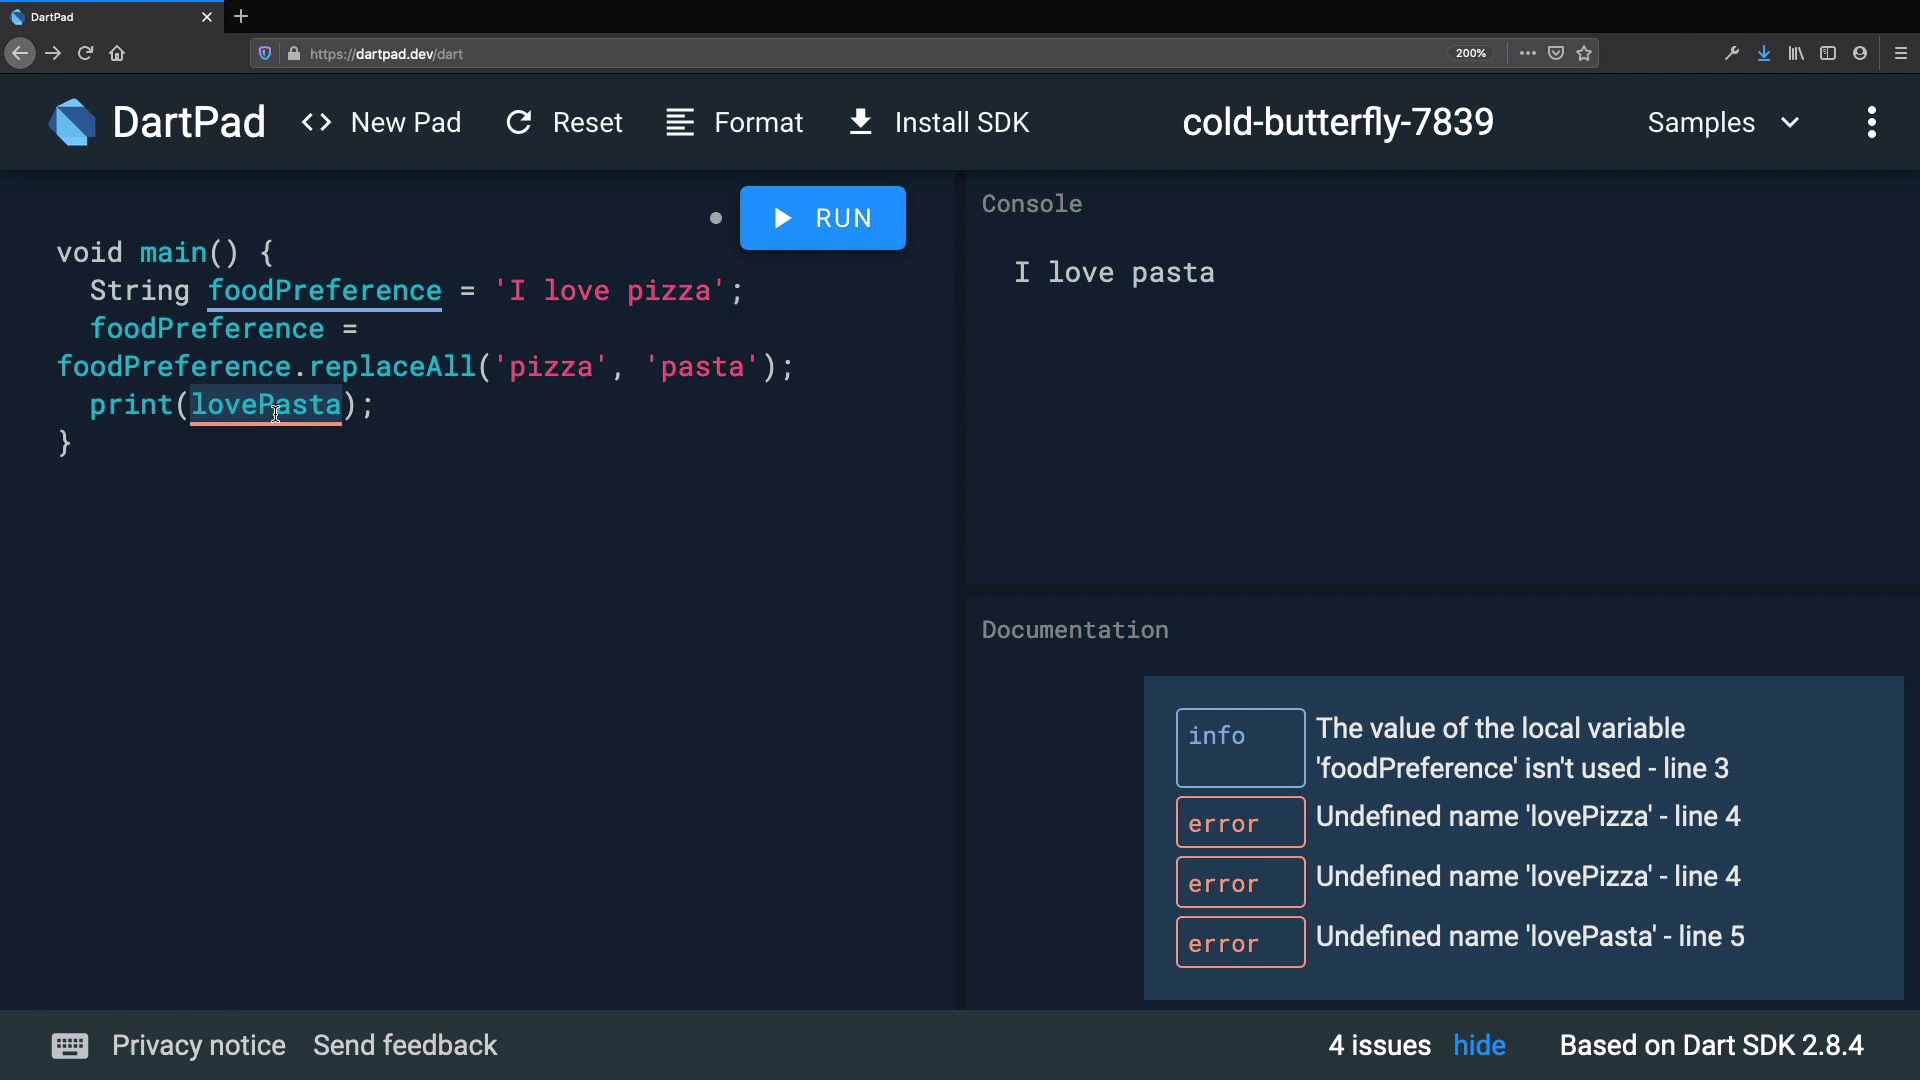 DartPad
https://dartpad.dev/dart
200%
DartPad
<> New Pad
Reset
Format
Install SDK
cold-butterfly-7839
Samples
RUN
void main() {
  String foodPreference = 'I love pizza';
  foodPreference =
foodPreference.replaceAll('pizza', 'pasta');
  print(lovePasta);
}
Console
I love pasta
Documentation
info
The value of the local variable
'foodPreference' isn't used - line 3
error
Undefined name 'lovePizza' - line 4
error
Undefined name 'lovePizza' - line 4
error
Undefined name 'lovePasta' - line 5
Privacy notice
Send feedback
4 issues
hide
Based on Dart SDK 2.8.4